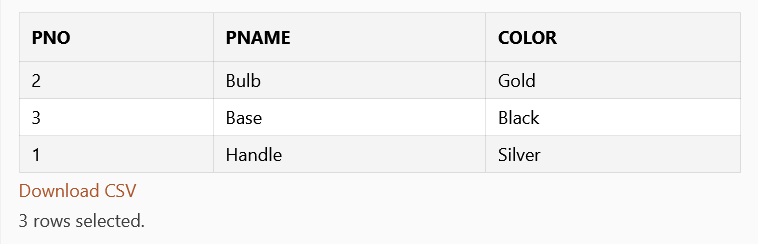 PNO PNAME COLOR
2 Bulb Gold
3 Base Black
1 Handle Silver
Download CSV
3 rows selected.